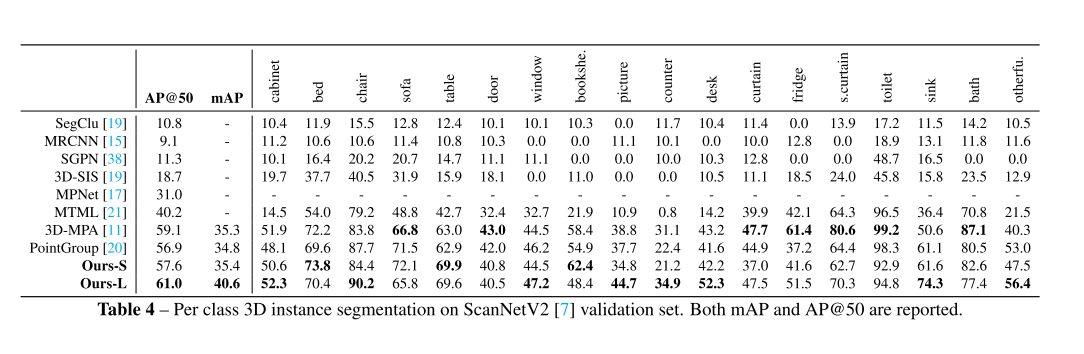 AP@50 mAP cabinet bed chair sofa table door window bookshe. picture counter desk curtain fridge s.curtain toilet sink bath otherfu.
SegClu [19] 10.8 - 10.4 11.9 15.5 12.8 12.4 10.1 10.1 10.3 0.0 11.7 10.4 11.4 0.0 13.9 17.2 11.5 14.2 10.5
MRCNN [15] 9.1 - 11.2 10.6 10.6 11.4 10.8 10.3 0.0 0.0 11.1 10.1 0.0 10.0 12.8 0.0 18.9 13.1 11.8 11.6
SGPN [38] 11.3 - 10.1 16.4 20.2 20.7 14.7 11.1 11.1 0.0 0.0 10.0 10.3 12.8 0.0 0.0 48.7 16.5 0.0 0.0
3D-SIS [19] 18.7 - 19.7 37.7 40.5 31.9 15.9 18.1 0.0 11.0 0.0 0.0 10.5 11.1 18.5 24.0 45.8 15.8 23.5 12.9
MPNet [17] 31.0 - - - - - - - - - - - - - - - - - - -
MTML [21] 40.2 - 14.5 54.0 79.2 48.8 42.7 32.4 32.7 21.9 10.9 0.8 14.2 39.9 42.1 64.3 96.5 36.4 70.8 21.5
3D-MPA [11] 59.1 35.3 51.9 72.2 83.8 66.8 63.0 43.0 44.5 58.4 38.8 31.1 43.2 47.7 61.4 80.6 99.2 50.6 87.1 40.3
PointGroup [20] 56.9 34.8 48.1 69.6 87.7 71.5 62.9 42.0 46.2 54.9 37.7 22.4 41.6 44.9 37.2 64.4 98.3 61.1 80.5 53.0
Ours-S 57.6 35.4 50.6 73.8 84.4 72.1 69.9 40.8 44.5 62.4 34.8 21.2 42.2 37.0 41.6 62.7 92.9 61.6 82.6 47.5
Ours-L 61.0 40.6 52.3 70.4 90.2 65.8 69.6 40.5 47.2 48.4 44.7 34.9 52.3 47.5 51.5 70.3 94.8 74.3 77.4 56.4
Table 4 – Per class 3D instance segmentation on ScanNetV2 [7] validation set. Both mAP and AP@50 are reported.